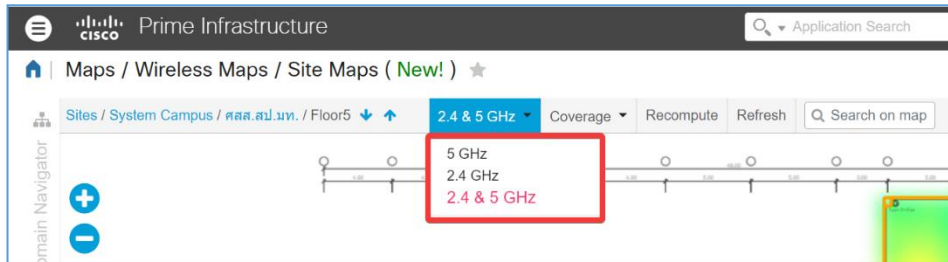 cisco Prime Infrastructure
Application Search
Maps / Wireless Maps / Site Maps ( New! )
Sites / System Campus / ศสส.สป.มท. / Floor5
2.4 & 5 GHz
Coverage
Recompute
Refresh
Search on map
5 GHz
2.4 GHz
2.4 & 5 GHz
Domain Navigator